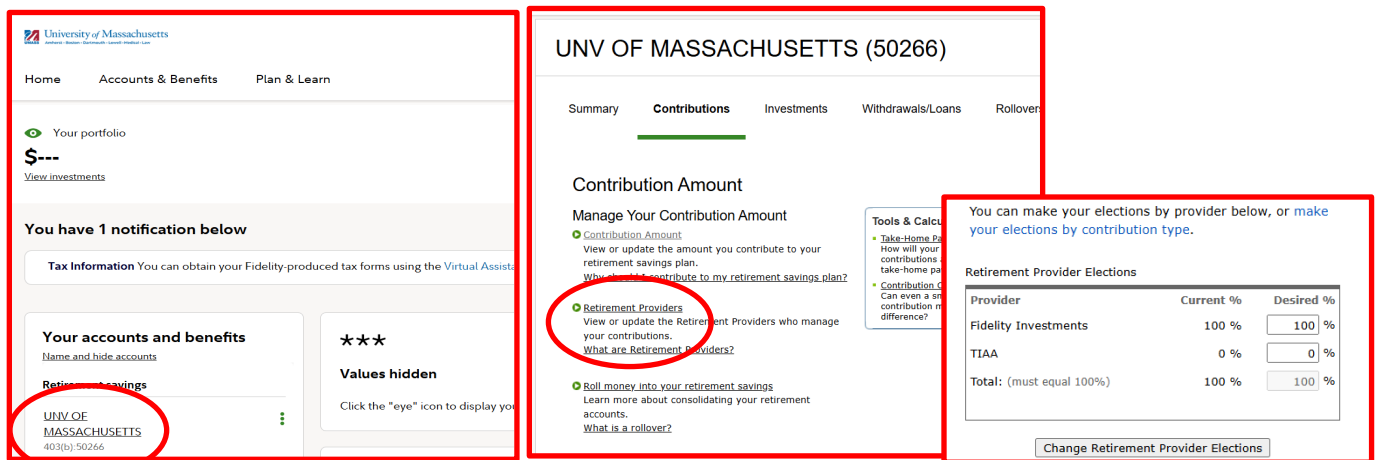 University of Massachusetts
Amherst · Boston · Dartmouth · Lowell · Medical · Law
Home Accounts & Benefits Plan & Learn
Your portfolio
$---
View investments
You have 1 notification below
Tax Information You can obtain your Fidelity-produced tax forms using the Virtual
Your accounts and benefits
Name and hide accounts
Retirement savings
UNV OF
MASSACHUSETTS
403(b):50266
***
Values hidden
Click the "eye" icon to display
UNV OF MASSACHUSETTS (50266)
Summary Contributions Investments Withdrawals/Loans Rollovers
Contribution Amount
Manage Your Contribution Amount
Contribution Amount
View or update the amount you contribute to your
retirement savings plan.
Why should I contribute to my retirement savings plan?
Retirement Providers
View or update the Retirement Providers who manage
your contributions.
What are Retirement Providers?
Roll money into your retirement savings
Learn more about consolidating your retirement
accounts.
What is a rollover?
Tools &
Take-Home
How will your
contributions
take-home
Contribution
Can even a
contribution
difference?
You can make your elections by provider below, or make
your elections by contribution type.
Retirement Provider Elections
Provider Current % Desired %
Fidelity Investments 100 % 100 %
TIAA 0 % 0 %
Total: (must equal 100%) 100 % 100 %
Change Retirement Provider Elections